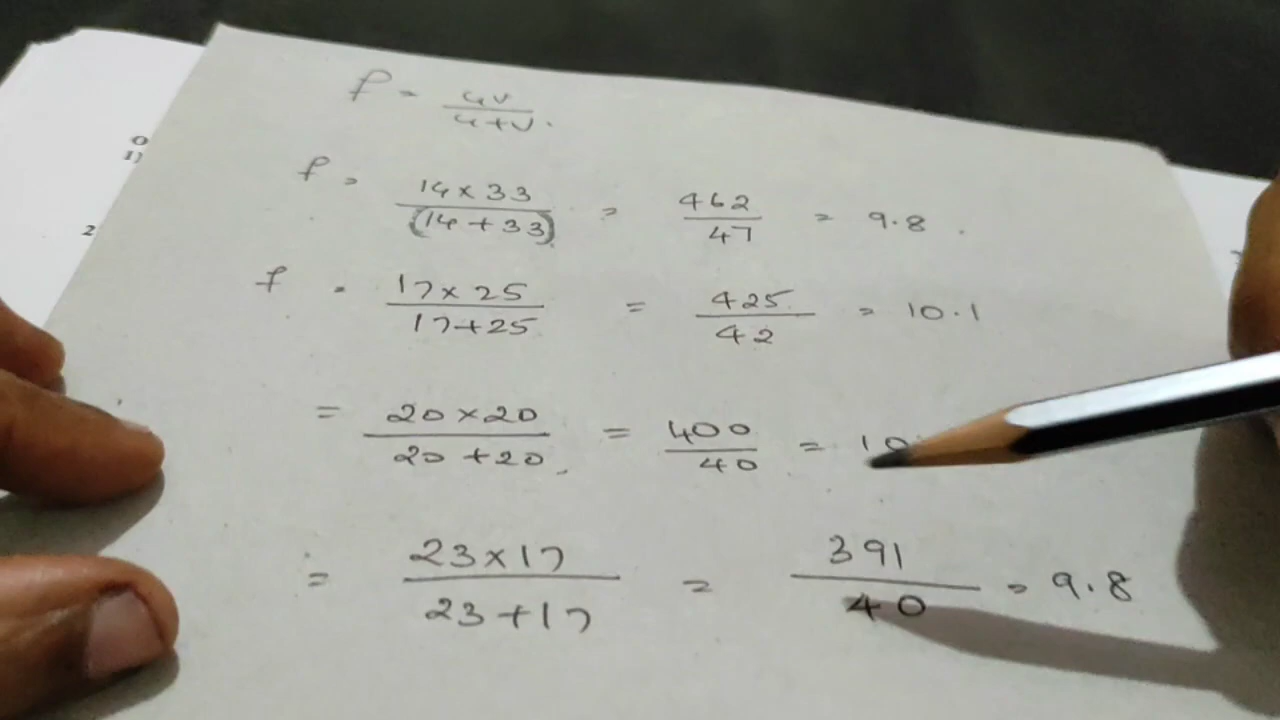 f = uv/u+v.
f = 14 × 33/(14 + 33) = 462/47 = 9.8.
f = 17 × 25/17+25 = 425/42 = 10.1
= 20 × 20/20 + 20. = 400/40 = 10
= 23 × 17/23 + 17 = 391/40 = 9.8